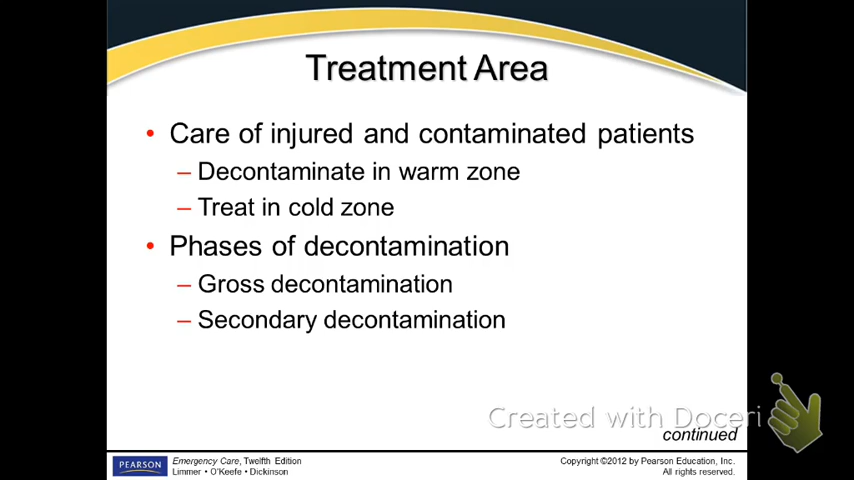 Treatment Area
• Care of injured and contaminated patients
– Decontaminate in warm zone
– Treat in cold zone
• Phases of decontamination
– Gross decontamination
– Secondary decontamination
Created with Doceri
continued
PEARSON
Emergency Care, Twelfth Edition
Limmer • O'Keefe • Dickinson
Copyright ©2012 by Pearson Education, Inc.
All rights reserved.